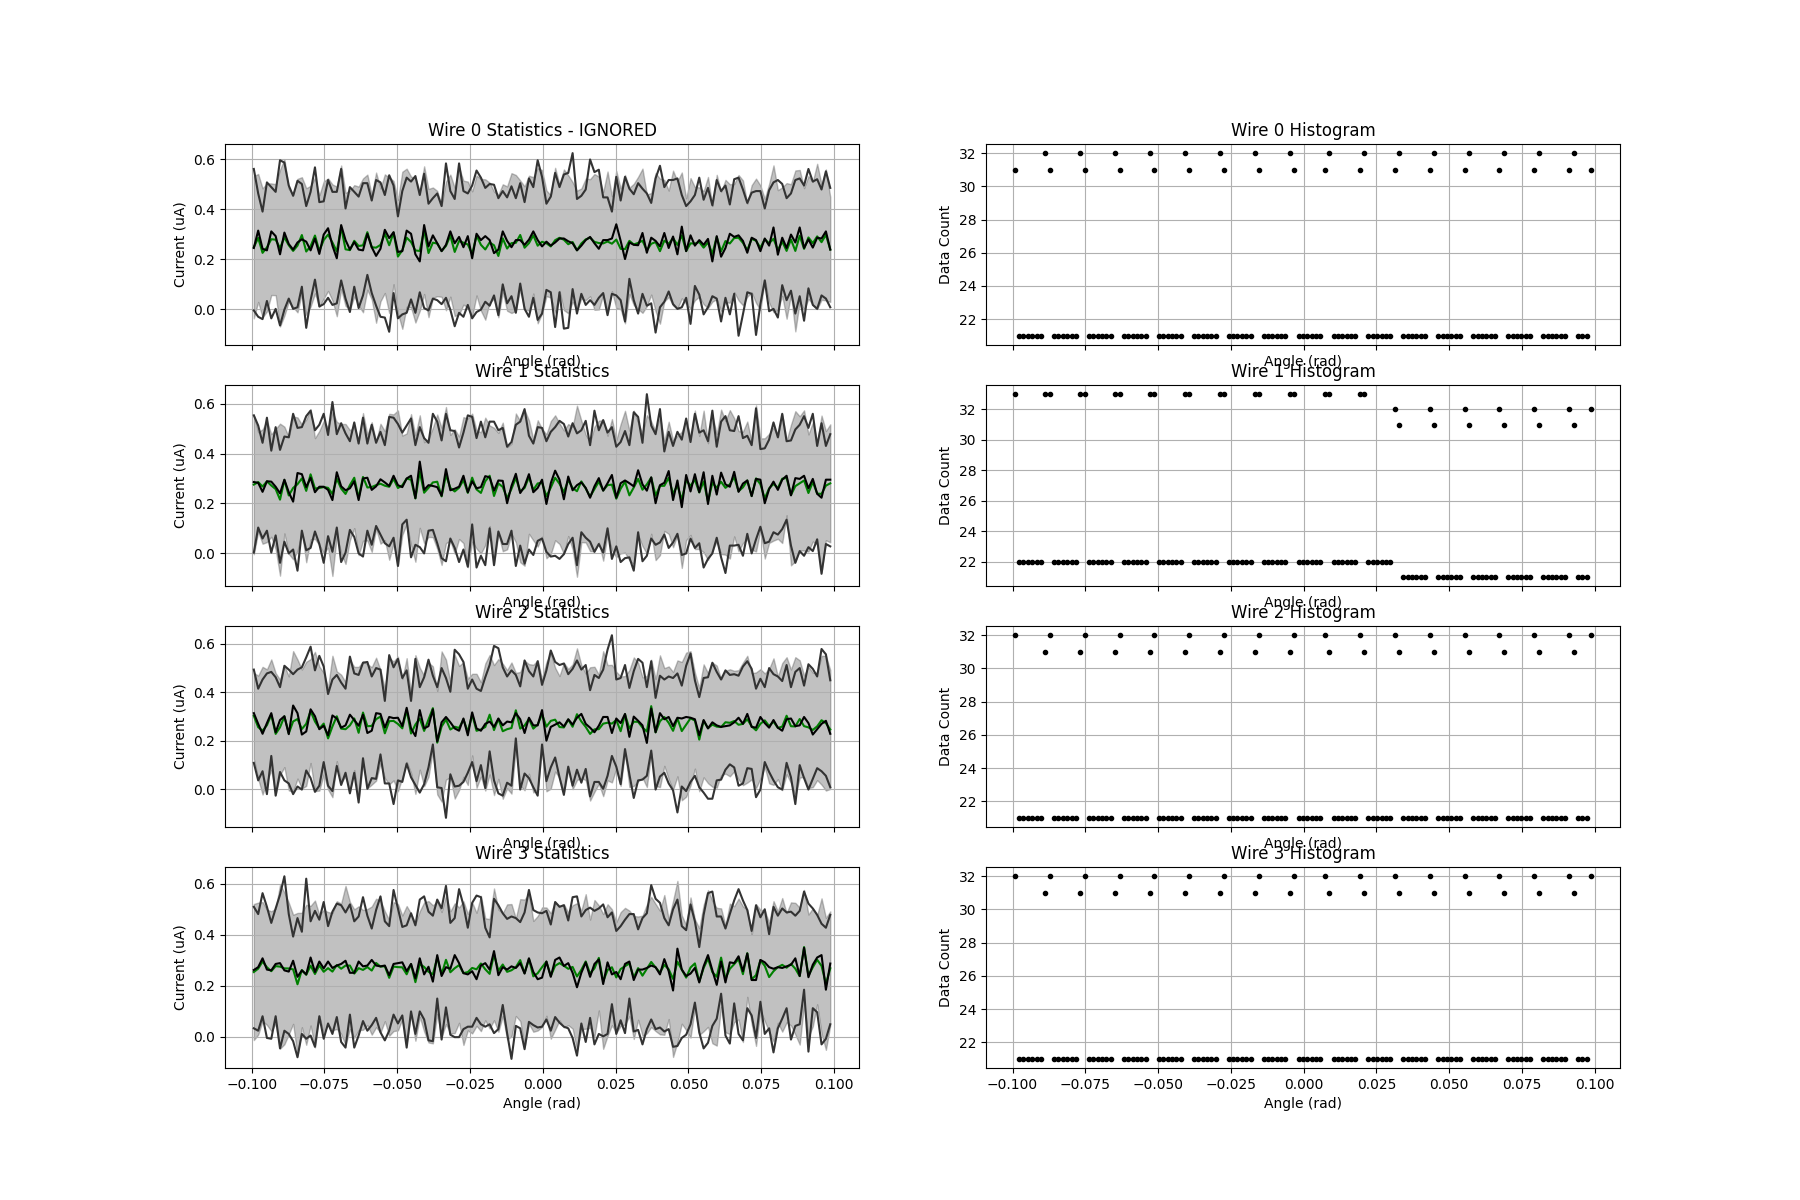 Wire 0 Statistics - IGNORED
Current (uA)
0.6
0.4
0.2
0.0
Angle (rad)
Wire 0 Histogram
Data Count
32
30
28
26
24
22
Angle (rad)
Wire 1 Statistics
Current (uA)
0.6
0.4
0.2
0.0
Angle (rad)
Wire 1 Histogram
Data Count
32
30
28
26
24
22
Angle (rad)
Wire 2 Statistics
Current (uA)
0.6
0.4
0.2
0.0
Angle (rad)
Wire 2 Histogram
Data Count
32
30
28
26
24
22
Angle (rad)
Wire 3 Statistics
Current (uA)
0.6
0.4
0.2
0.0
−0.100 −0.075 −0.050 −0.025 0.000 0.025 0.050 0.075 0.100
Angle (rad)
Wire 3 Histogram
Data Count
32
30
28
26
24
22
−0.100 −0.075 −0.050 −0.025 0.000 0.025 0.050 0.075 0.100
Angle (rad)